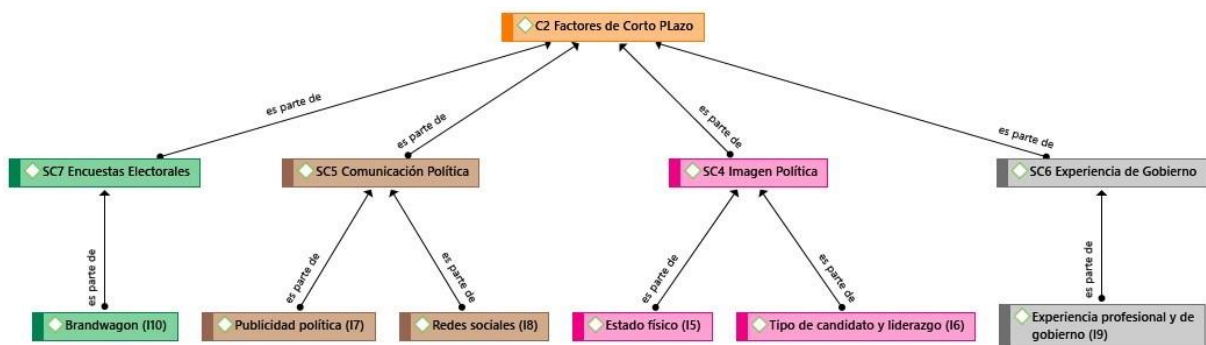 C2 Factores de Corto PLazo
es parte de
es parte de
es parte de
es parte de
SC7 Encuestas Electorales
SC5 Comunicación Política
SC4 Imagen Política
SC6 Experiencia de Gobierno
es parte de
es parte de
es parte de
es parte de
es parte de
es parte de
Brandwagon (I10)
Publicidad política (I7)
Redes sociales (I8)
Estado físico (I5)
Tipo de candidato y liderazgo (I6)
Experiencia profesional y de
gobierno (I9)